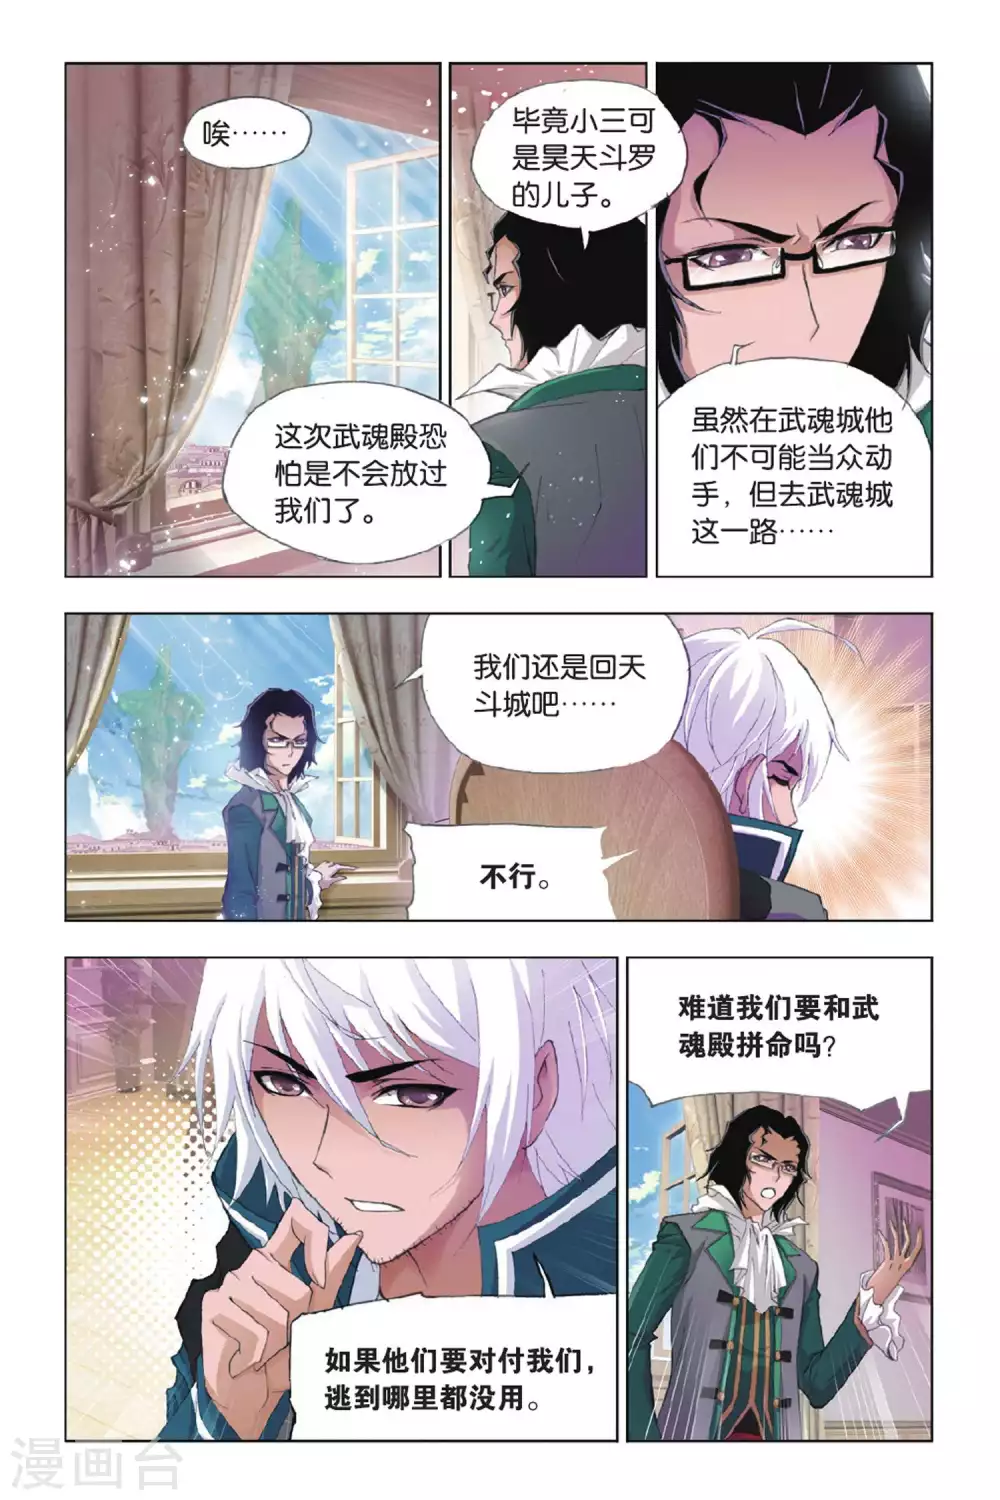 唉……
这次武魂殿恐
怕是不会放过
我们了。
毕竟小三可
是昊天斗罗
的儿子。
虽然在武魂城他
们不可能当众动
手，但去武魂城
这一路……
我们还是回天
斗城吧……
不行。
如果他们要对付我们，
逃到哪里都没用。
难道我们要和武
魂殿拼命吗？
漫画台